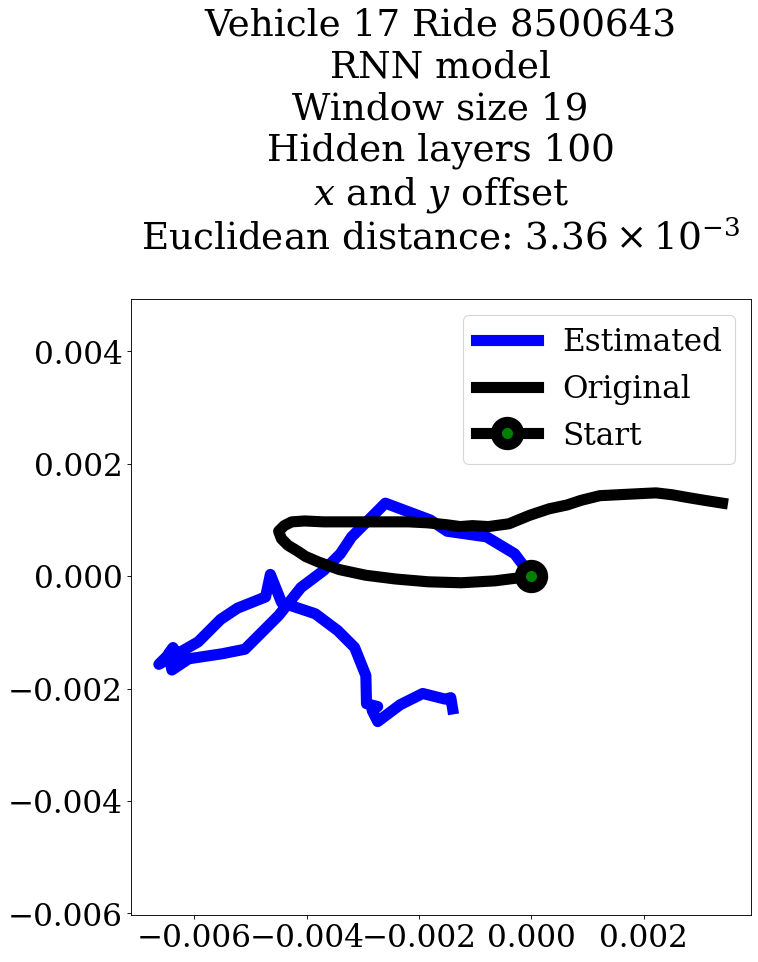 Vehicle 17 Ride 8500643
RNN model
Window size 19
Hidden layers 100
x and y offset
Euclidean distance: 3.36 × 10⁻³
Estimated
Original
Start
0.004
0.002
0.000
−0.002
−0.004
−0.006
−0.006 −0.004 −0.002 0.000 0.002